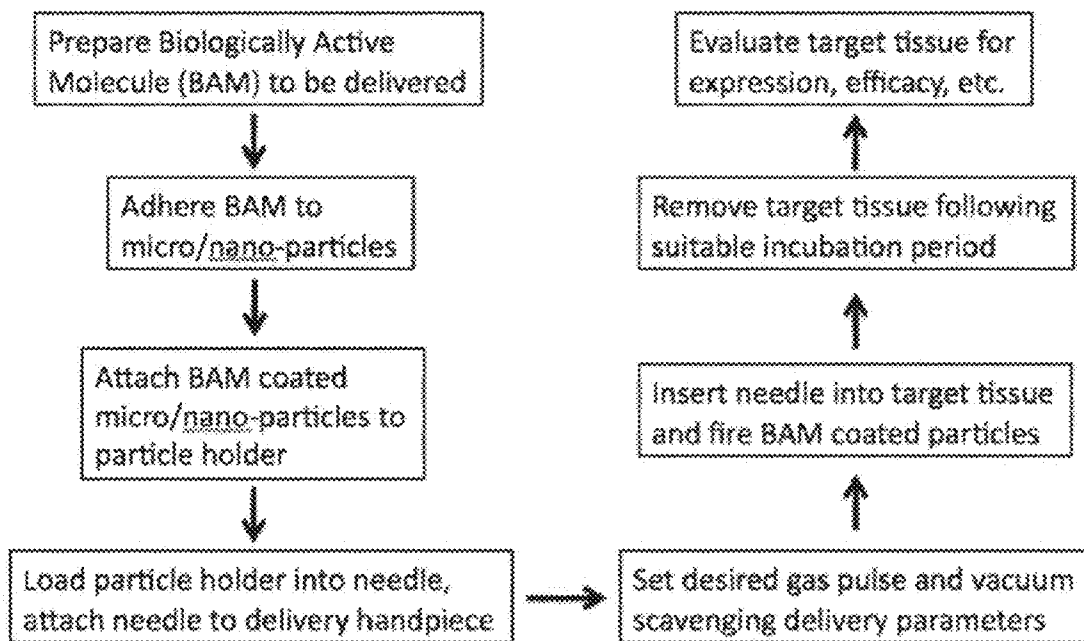 Prepare Biologically Active
Molecule (BAM) to be delivered
Adhere BAM to
micro/nano-particles
Attach BAM coated
micro/nano-particles to
particle holder
Load particle holder into needle,
attach needle to delivery handpiece
Set desired gas pulse and vacuum
scavenging delivery parameters
Insert needle into target tissue
and fire BAM coated particles
Remove target tissue following
suitable incubation period
Evaluate target tissue for
expression, efficacy, etc.